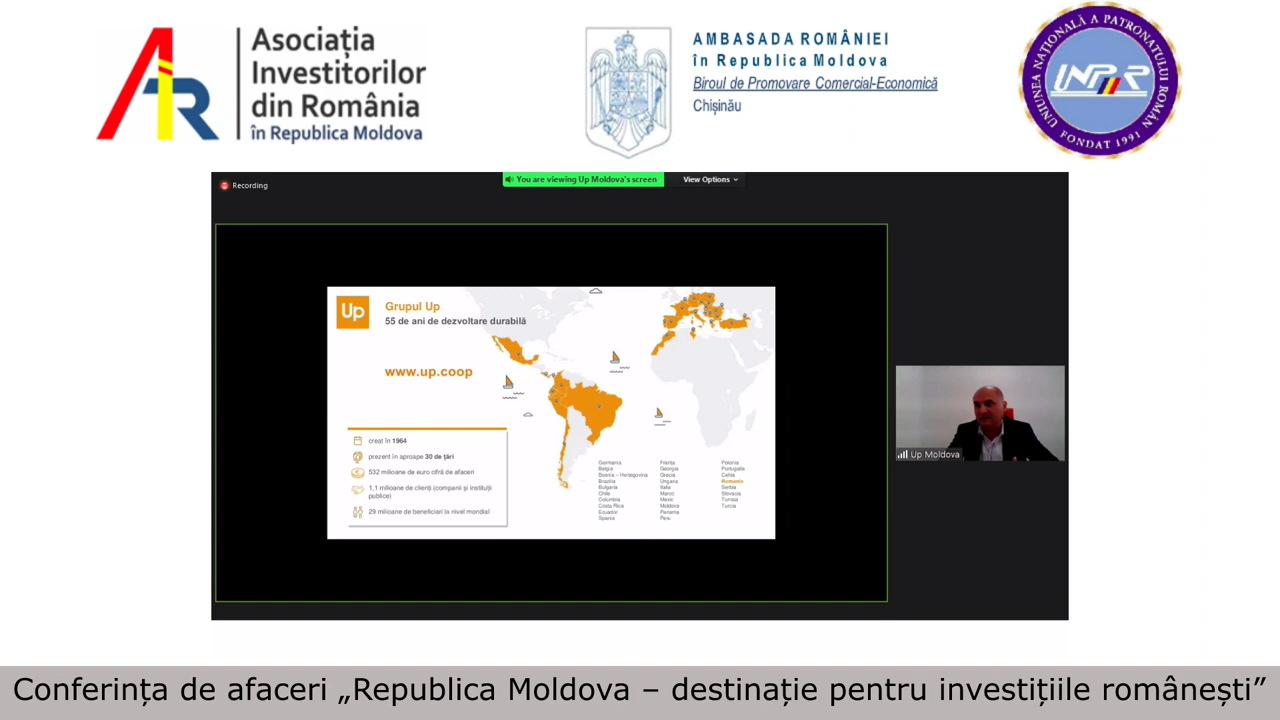 Asociația
Investitorilor
din România
în Republica Moldova
AMBASADA ROMÂNIEI
în Republica Moldova
Biroul de Promovare Comercial-Economică
Chișinău
UNIUNEA NAȚIONALĂ A PATRONATULUI ROMÂN
UNPR
FONDAT 1991
Recording
You are viewing Up Moldova's screen
View Options
Up
Grupul Up
55 de ani de dezvoltare durabilă
www.up.coop
creat în 1964
prezent în aproape 30 de țări
532 milioane de euro cifră de afaceri
1,1 milioane de clienți (companii și instituții
publice)
29 milioane de beneficiari la nivel mondial
Germania
Belgia
Bosnia – Herțegovina
Brazilia
Bulgaria
Chile
Columbia
Costa Rica
Ecuador
Spania
Franța
Georgia
Grecia
Ungaria
Italia
Maroc
Mexic
Panama
Peru
Polonia
Portugalia
Cehia
Romania
Serbia
Slovacia
Tunisia
Turcia
Up Moldova
Conferința de afaceri „Republica Moldova – destinație pentru investițiile românești”